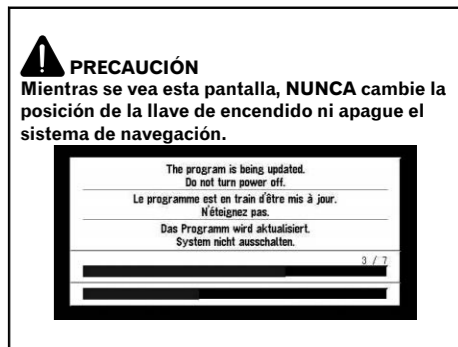 PRECAUCIÓN
Mientras se vea esta pantalla, NUNCA cambie la
posición de la llave de encendido ni apague el
sistema de navegación.
The program is being updated.
Do not turn power off.
Le programme est en train d'être mis à jour.
N'éteignez pas.
Das Programm wird aktualisiert.
System nicht ausschalten.
3 / 7